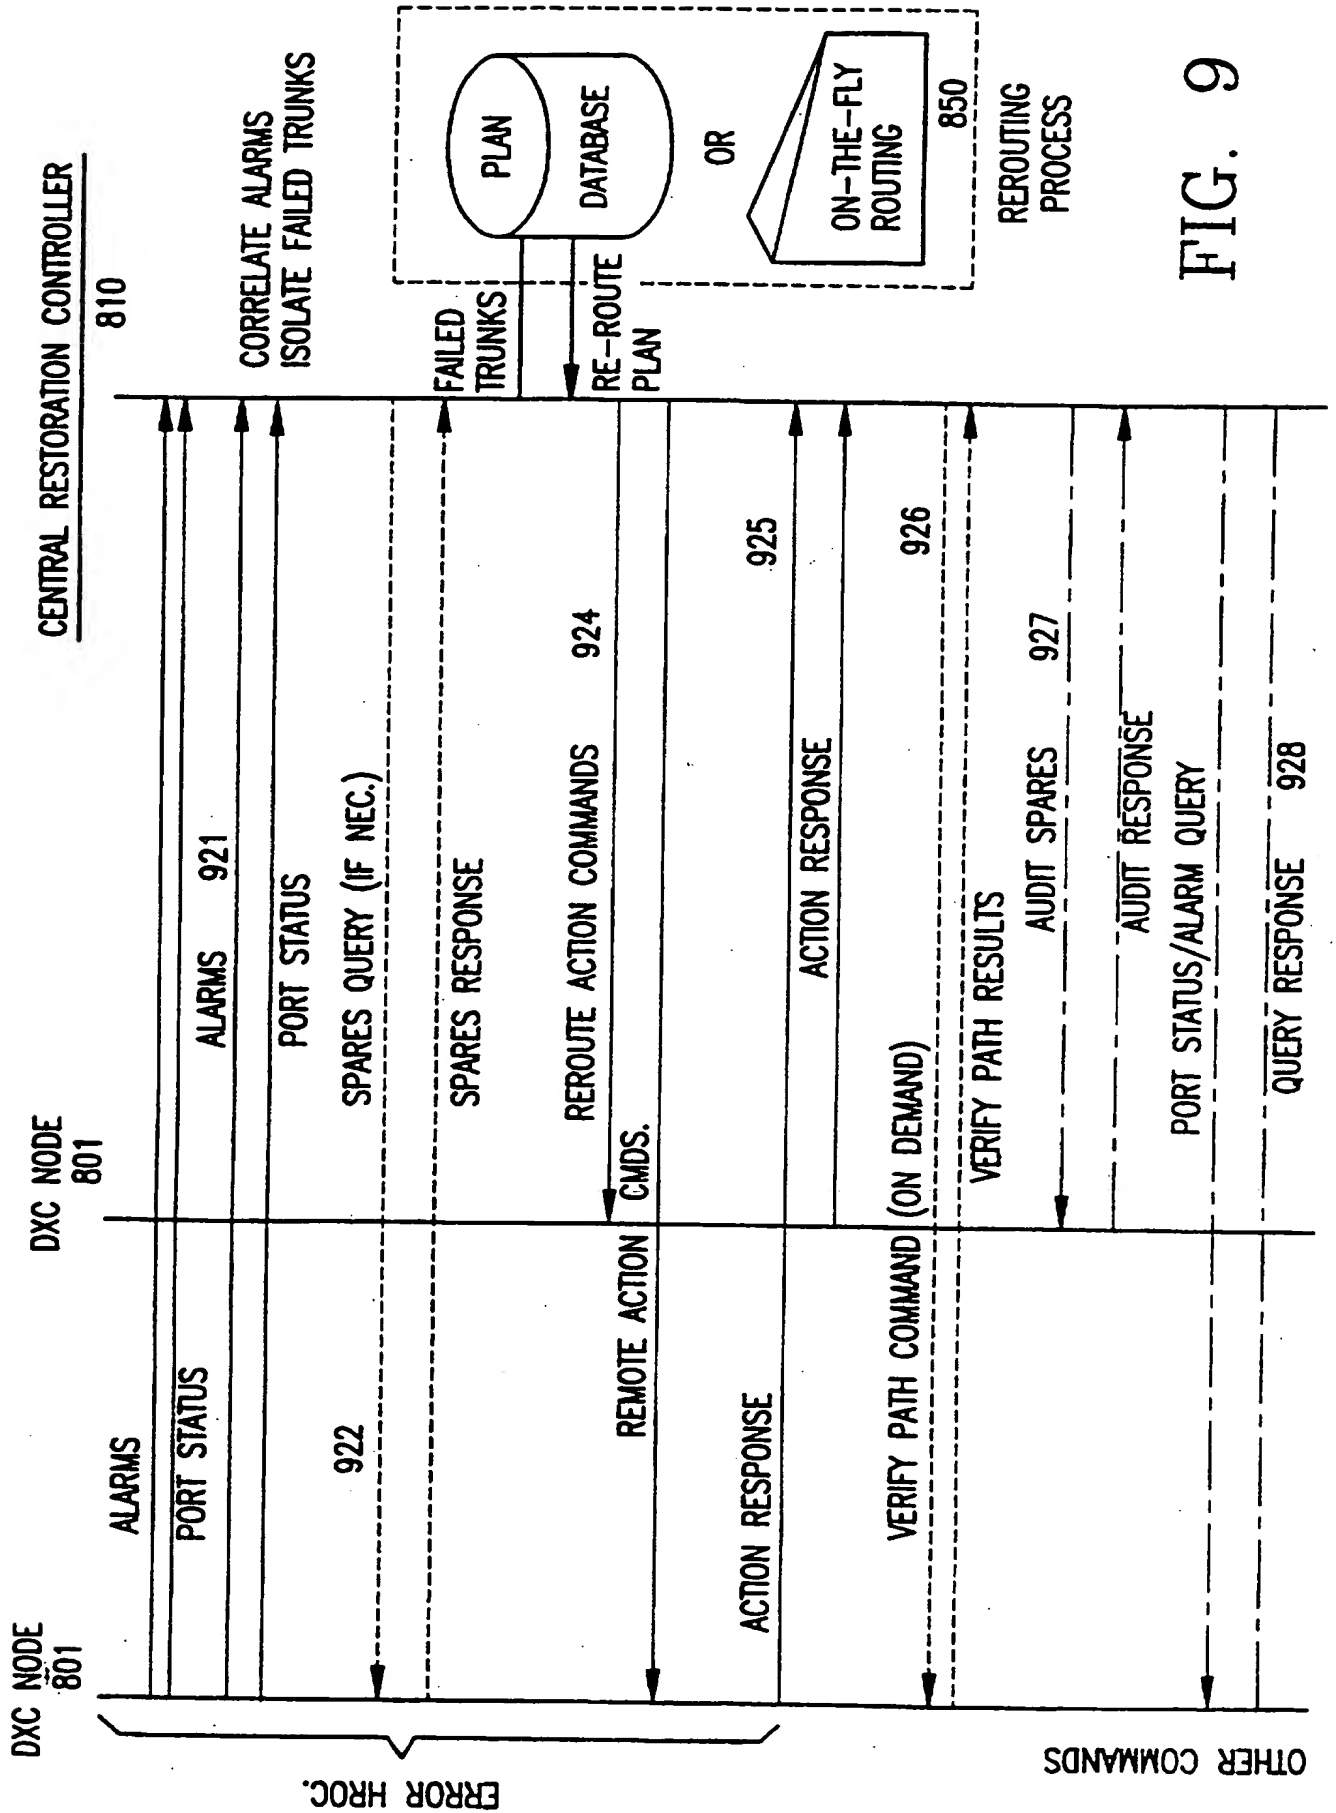 CENTRAL RESTORATION CONTROLLER
810
DXC NODE
801
DXC NODE
801
ALARMS
PORT STATUS
ALARMS 921
PORT STATUS
CORRELATE ALARMS
ISOLATE FAILED TRUNKS
922
SPARES QUERY (IF NEC.)
SPARES RESPONSE
FAILED
TRUNKS
RE-ROUTE
PLAN
PLAN
DATABASE
OR
ON-THE-FLY
ROUTING
850
REROUTING
PROCESS
REROUTE ACTION COMMANDS 924
REMOTE ACTION CMDS.
ACTION RESPONSE
925
ACTION RESPONSE
VERIFY PATH COMMAND (ON DEMAND)
926
VERIFY PATH RESULTS
AUDIT SPARES 927
AUDIT RESPONSE
PORT STATUS/ALARM QUERY
QUERY RESPONSE 928
ERROR HROC.
OTHER COMMANDS
FIG. 9